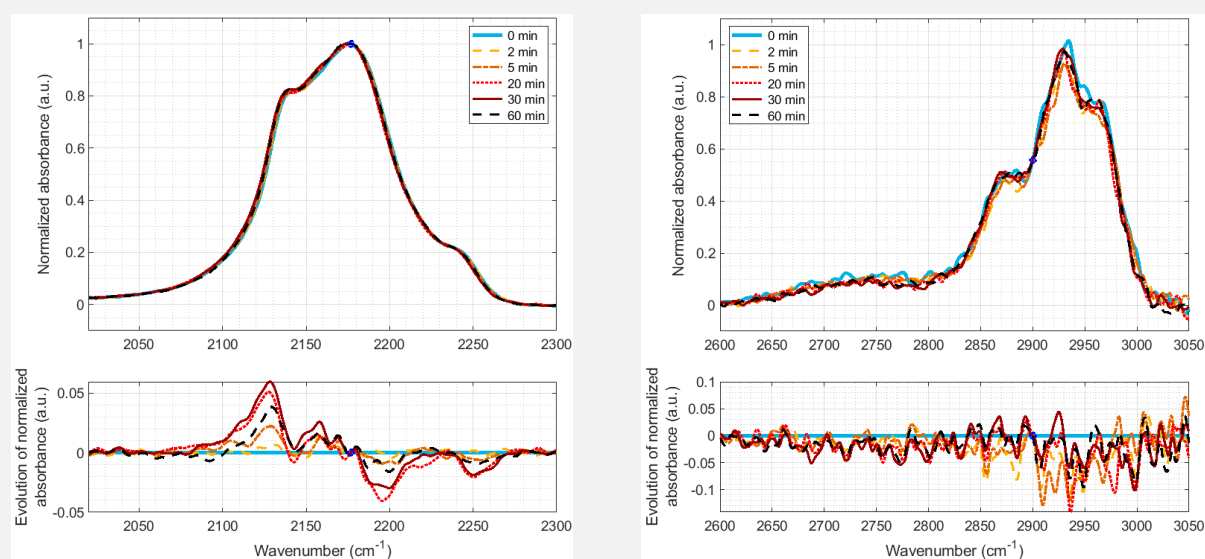 Normalized absorbance (a.u.)
1
0.8
0.6
0.4
0.2
0
2050
2100
2150
2200
2250
2300
0 min
2 min
5 min
20 min
30 min
60 min
Evolution of normalized
absorbance (a.u.)
0.05
0
-0.05
2050
2100
2150
2200
2250
2300
Wavenumber (cm⁻¹)
Normalized absorbance (a.u.)
1
0.8
0.6
0.4
0.2
0
2600
2650
2700
2750
2800
2850
2900
2950
3000
3050
0 min
2 min
5 min
20 min
30 min
60 min
Evolution of normalized
absorbance (a.u.)
0.1
0.05
0
-0.05
-0.1
2600
2650
2700
2750
2800
2850
2900
2950
3000
3050
Wavenumber (cm⁻¹)